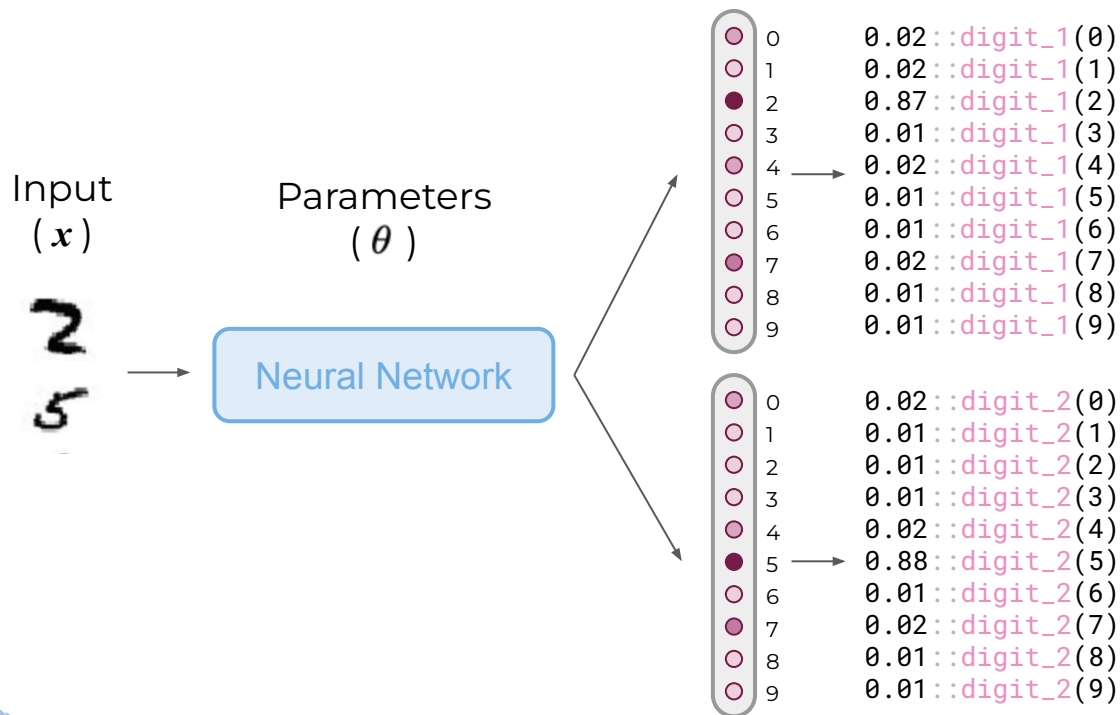 Input
( x )
2
5
Parameters
( θ )
Neural Network
0 0.02::digit_1(0)
1 0.02::digit_1(1)
2 0.87::digit_1(2)
3 0.01::digit_1(3)
4 0.02::digit_1(4)
5 0.01::digit_1(5)
6 0.01::digit_1(6)
7 0.02::digit_1(7)
8 0.01::digit_1(8)
9 0.01::digit_1(9)
0 0.02::digit_2(0)
1 0.01::digit_2(1)
2 0.01::digit_2(2)
3 0.01::digit_2(3)
4 0.02::digit_2(4)
5 0.88::digit_2(5)
6 0.01::digit_2(6)
7 0.02::digit_2(7)
8 0.01::digit_2(8)
9 0.01::digit_2(9)